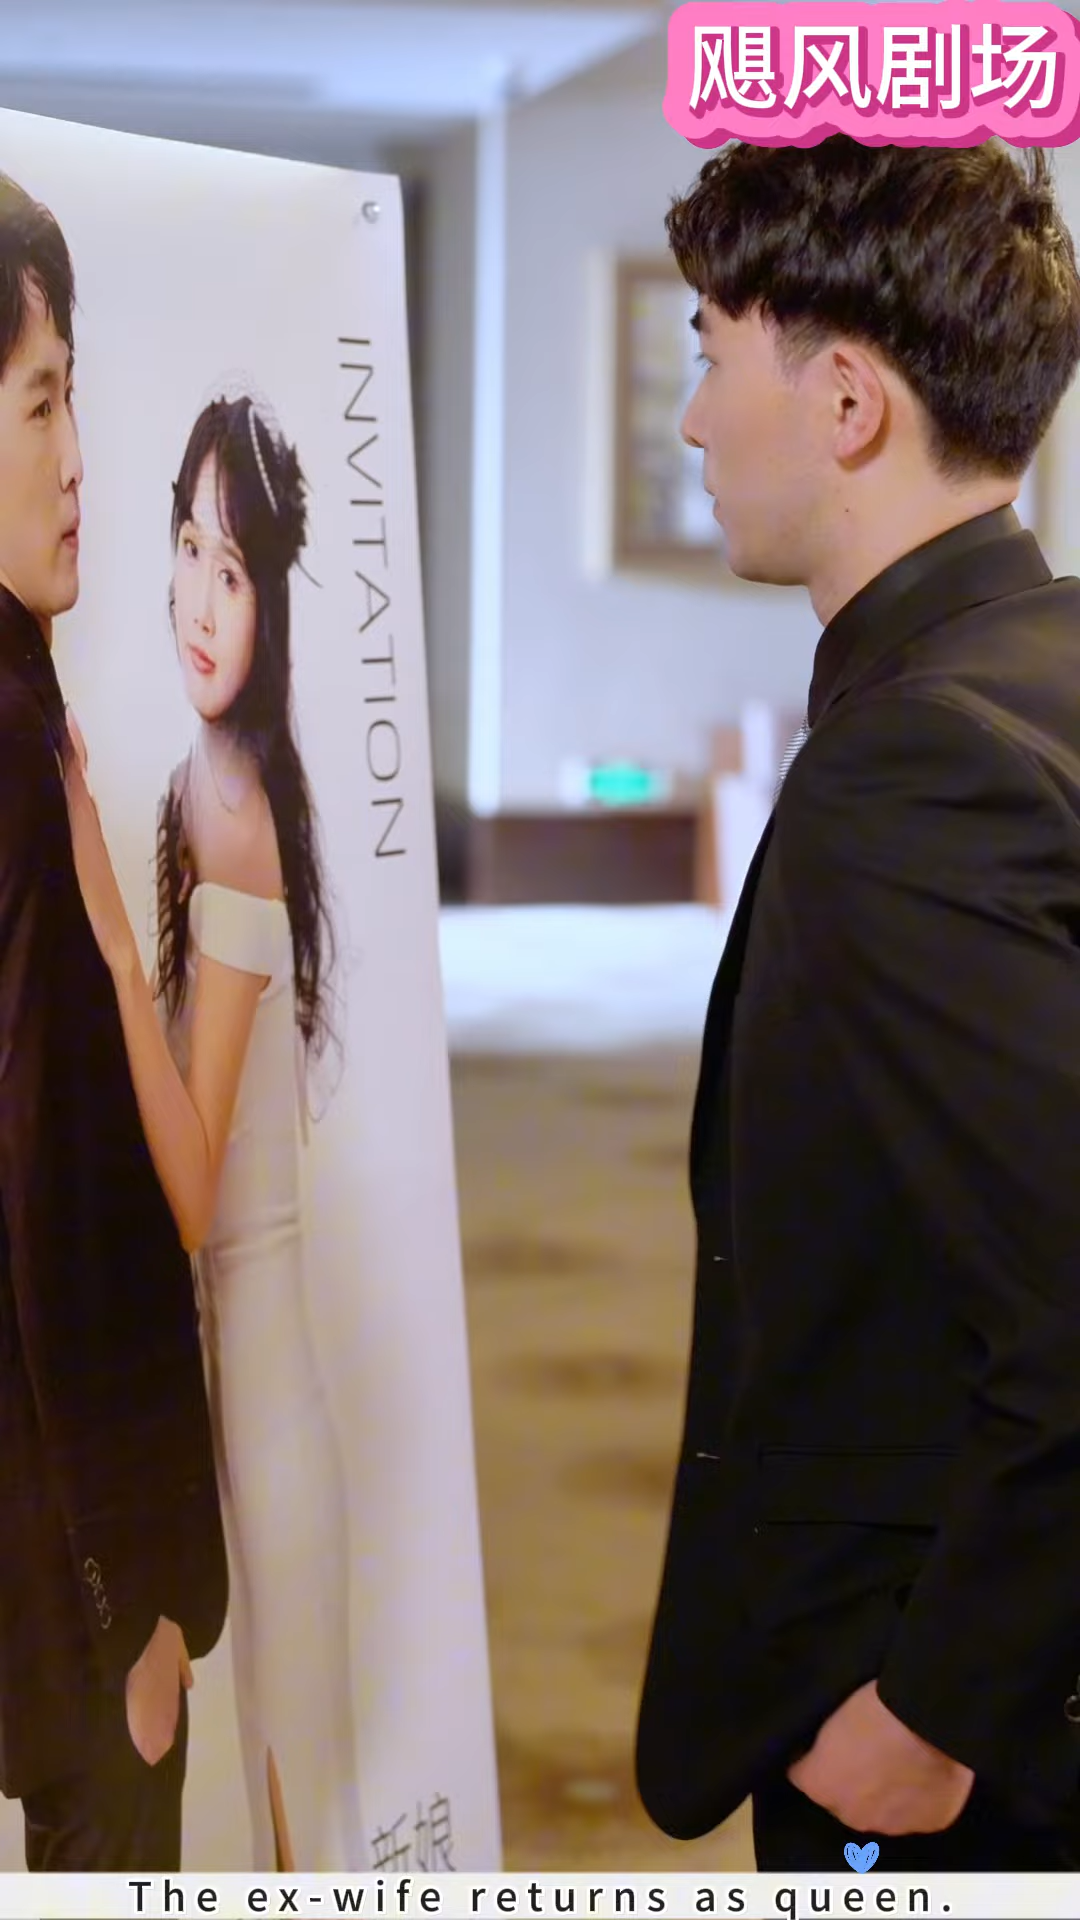 飓风剧场
INVITATION
新娘
The ex-wife returns as queen.